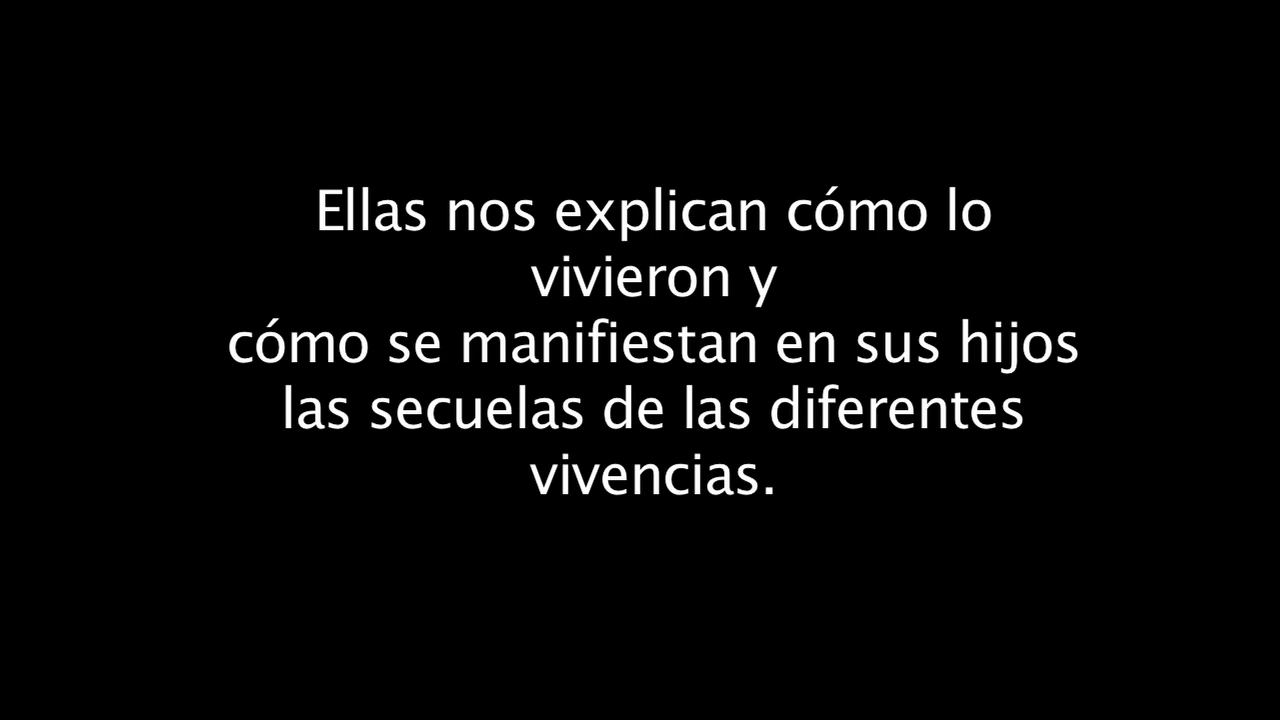 Ellas nos explican cómo lo
vivieron y
cómo se manifiestan en sus hijos
las secuelas de las diferentes
vivencias.